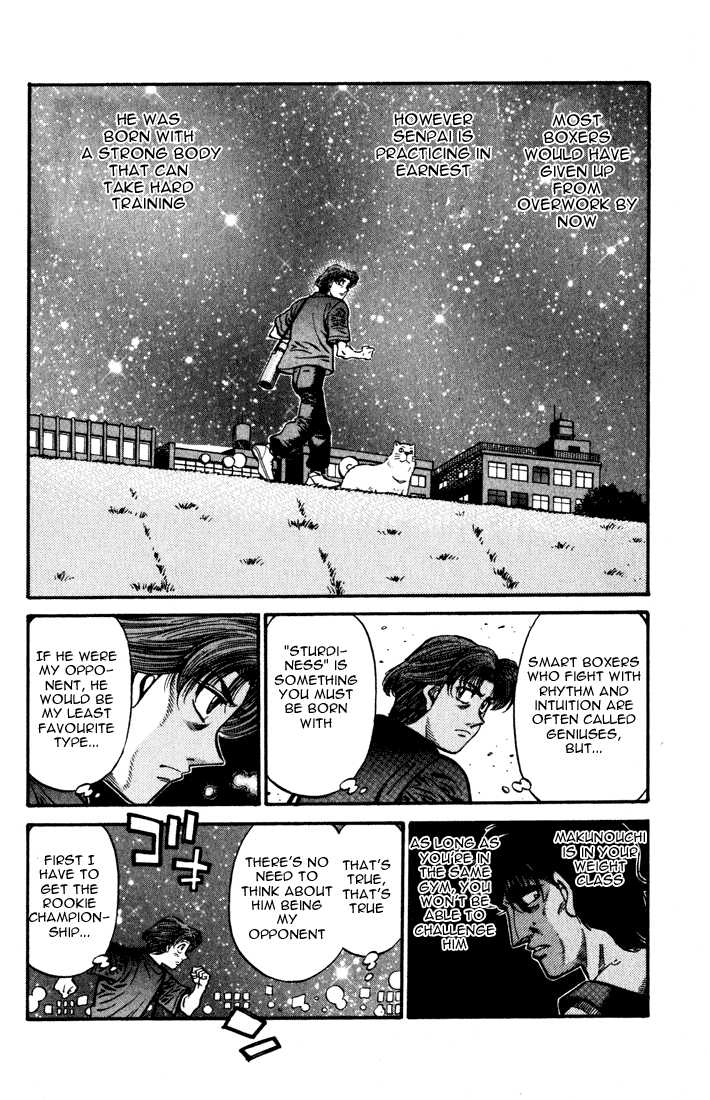 MOST
BOXERS
WOULD HAVE
GIVEN UP
FROM
OVERWORK BY
NOW
HOWEVER
SENPAI IS
PRACTICING IN
EARNEST
HE WAS
BORN WITH
A STRONG BODY
THAT CAN
TAKE HARD
TRAINING
SMART BOXERS
WHO FIGHT WITH
RHYTHM AND
INTUITION ARE
OFTEN CALLED
GENIUSES,
BUT...
"STURDI-
NESS" IS
SOMETHING
YOU MUST
BE BORN
WITH
IF HE WERE
MY OPPO-
NENT, HE
WOULD BE
MY LEAST
FAVOURITE
TYPE...
MAKUNOUCHI
IS IN YOUR
WEIGHT
CLASS
AS LONG AS
YOU'RE IN
THE SAME
GYM, YOU
WON'T BE
ABLE TO
CHALLENGE
HIM
THAT'S
TRUE,
THAT'S
TRUE
THERE'S NO
NEED TO
THINK ABOUT
HIM BEING
MY
OPPONENT
FIRST I
HAVE TO
GET THE
ROOKIE
CHAMPION-
SHIP...